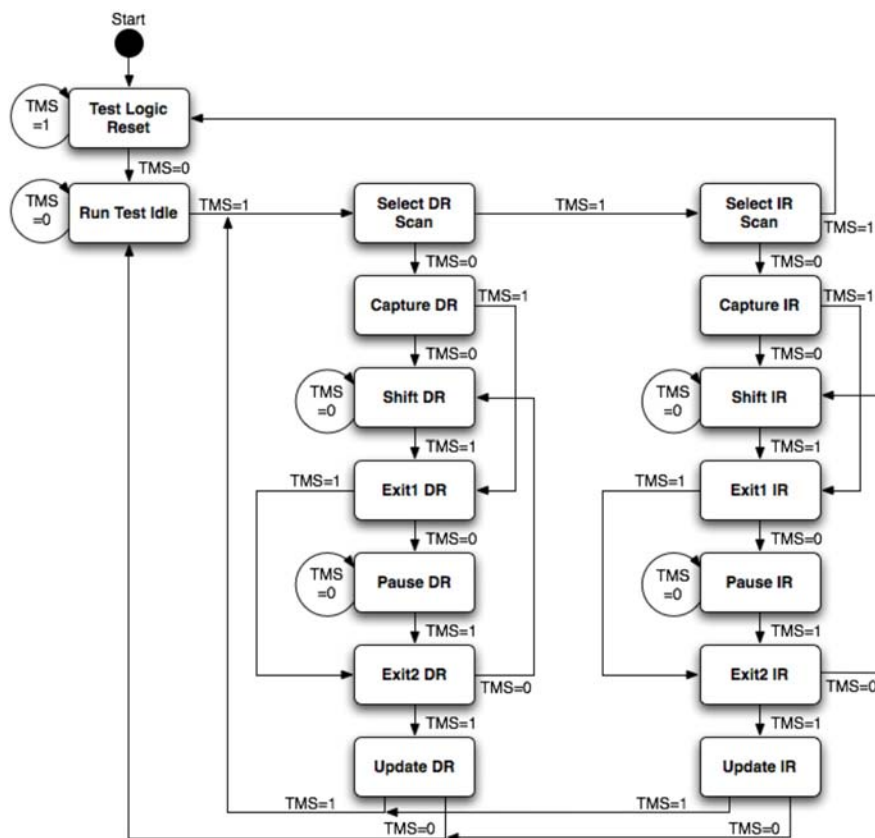 Start
TMS
=1
Test Logic
Reset
TMS=0
TMS
=0
Run Test Idle
TMS=1
Select DR
Scan
TMS=1
Select IR
Scan
TMS=1
TMS=0
TMS=0
Capture DR
TMS=1
Capture IR
TMS=1
TMS=0
TMS=0
TMS
=0
Shift DR
TMS
=0
Shift IR
TMS=1
TMS=1
TMS=1
Exit1 DR
TMS=1
Exit1 IR
TMS=0
TMS=0
TMS
=0
Pause DR
TMS
=0
Pause IR
TMS=1
TMS=1
Exit2 DR
TMS=0
Exit2 IR
TMS=0
TMS=1
TMS=1
Update DR
Update IR
TMS=1
TMS=1
TMS=0
TMS=0